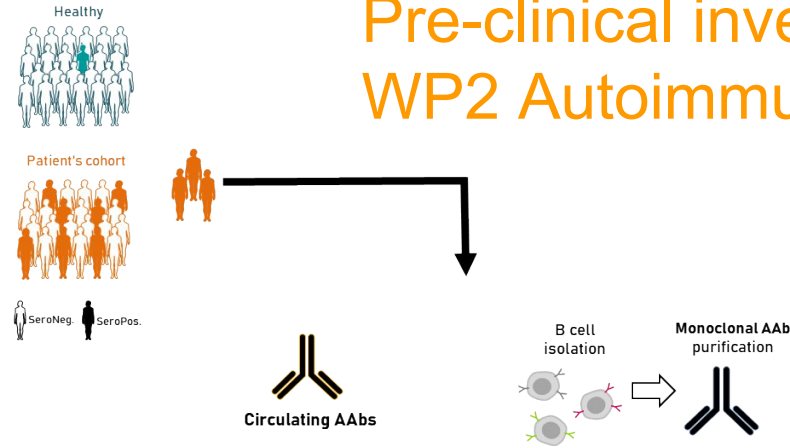 Pre-clinical inve
WP2 Autoimmu
Healthy
Patient's cohort
SeroNeg.
SeroPos.
Circulating AAbs
B cell
isolation
Monoclonal AAb
purification